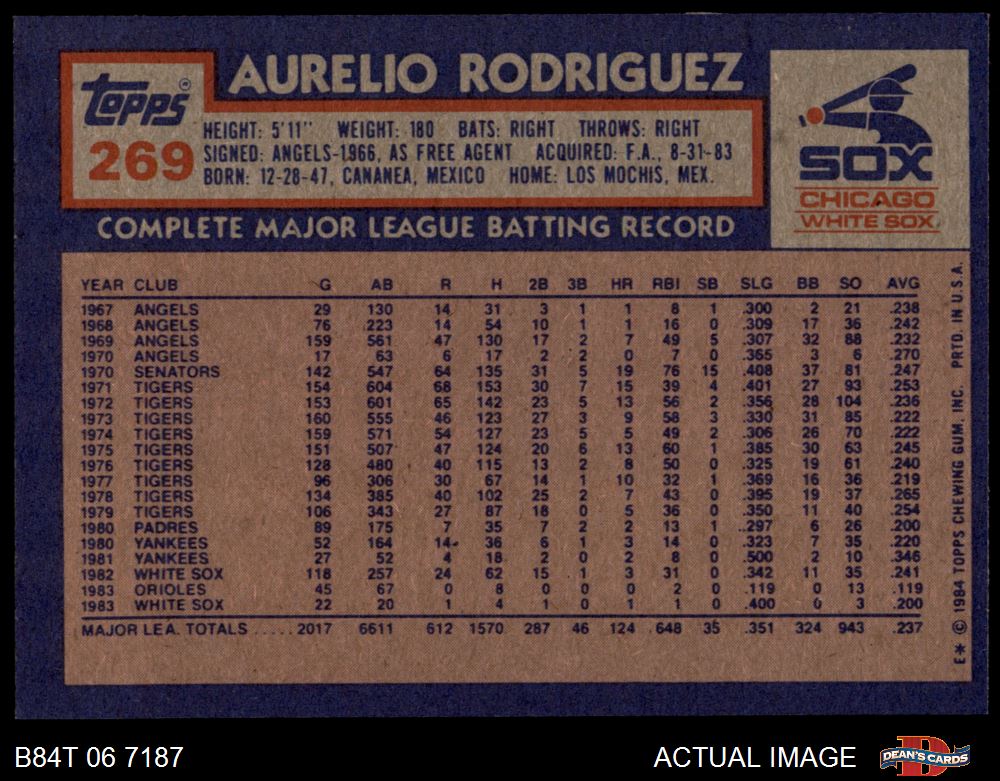 AURELIO RODRIGUEZ
Topps®
269
HEIGHT: 5'11" WEIGHT: 180 BATS: RIGHT THROWS: RIGHT
SIGNED: ANGELS-1966, AS FREE AGENT ACQUIRED: F.A., 8-31-83
BORN: 12-28-47, CANANEA, MEXICO HOME: LOS MOCHIS, MEX.
SOX
CHICAGO
WHITE SOX
COMPLETE MAJOR LEAGUE BATTING RECORD
YEAR CLUB G AB R H 2B 3B HR RBI SB SLG BB SO AVG
1967 ANGELS 29 130 14 31 3 1 1 8 1 .300 2 21 .238
1968 ANGELS 76 223 14 54 10 1 1 16 0 .309 17 36 .242
1969 ANGELS 159 561 47 130 17 2 7 49 5 .307 32 88 .232
1970 ANGELS 17 63 6 17 2 2 0 7 0 .365 3 6 .270
1970 SENATORS 142 547 64 135 31 5 19 76 15 .408 37 81 .247
1971 TIGERS 154 604 68 153 30 7 15 39 4 .401 27 93 .253
1972 TIGERS 153 601 65 142 23 5 13 56 2 .356 28 104 .236
1973 TIGERS 160 555 46 123 27 3 9 58 3 .330 31 85 .222
1974 TIGERS 159 571 54 127 23 5 5 49 2 .306 26 70 .222
1975 TIGERS 151 507 47 124 20 6 13 60 1 .385 30 63 .245
1976 TIGERS 128 480 40 115 13 2 8 50 0 .325 19 61 .240
1977 TIGERS 96 306 30 67 14 1 10 32 1 .369 16 36 .219
1978 TIGERS 134 385 40 102 25 2 7 43 0 .395 19 37 .265
1979 TIGERS 106 343 27 87 18 0 5 36 0 .350 11 40 .254
1980 PADRES 89 175 7 35 7 2 2 13 1 .297 6 26 .200
1980 YANKEES 52 164 14 36 6 1 3 14 0 .323 7 35 .220
1981 YANKEES 27 52 4 18 2 0 2 8 0 .500 2 10 .346
1982 WHITE SOX 118 257 24 62 15 1 3 31 0 .342 11 35 .241
1983 ORIOLES 45 67 0 8 0 0 0 2 0 .119 0 13 .119
1983 WHITE SOX 22 20 1 4 1 0 1 1 0 .400 0 3 .200
MAJOR LEA. TOTALS ..... 2017 6611 612 1570 287 46 124 648 35 .351 324 943 .237
E* © 1984 TOPPS CHEWING GUM, INC. PRTD. IN U.S.A.
B84T 06 7187
ACTUAL IMAGE
DEAN'S CARDS